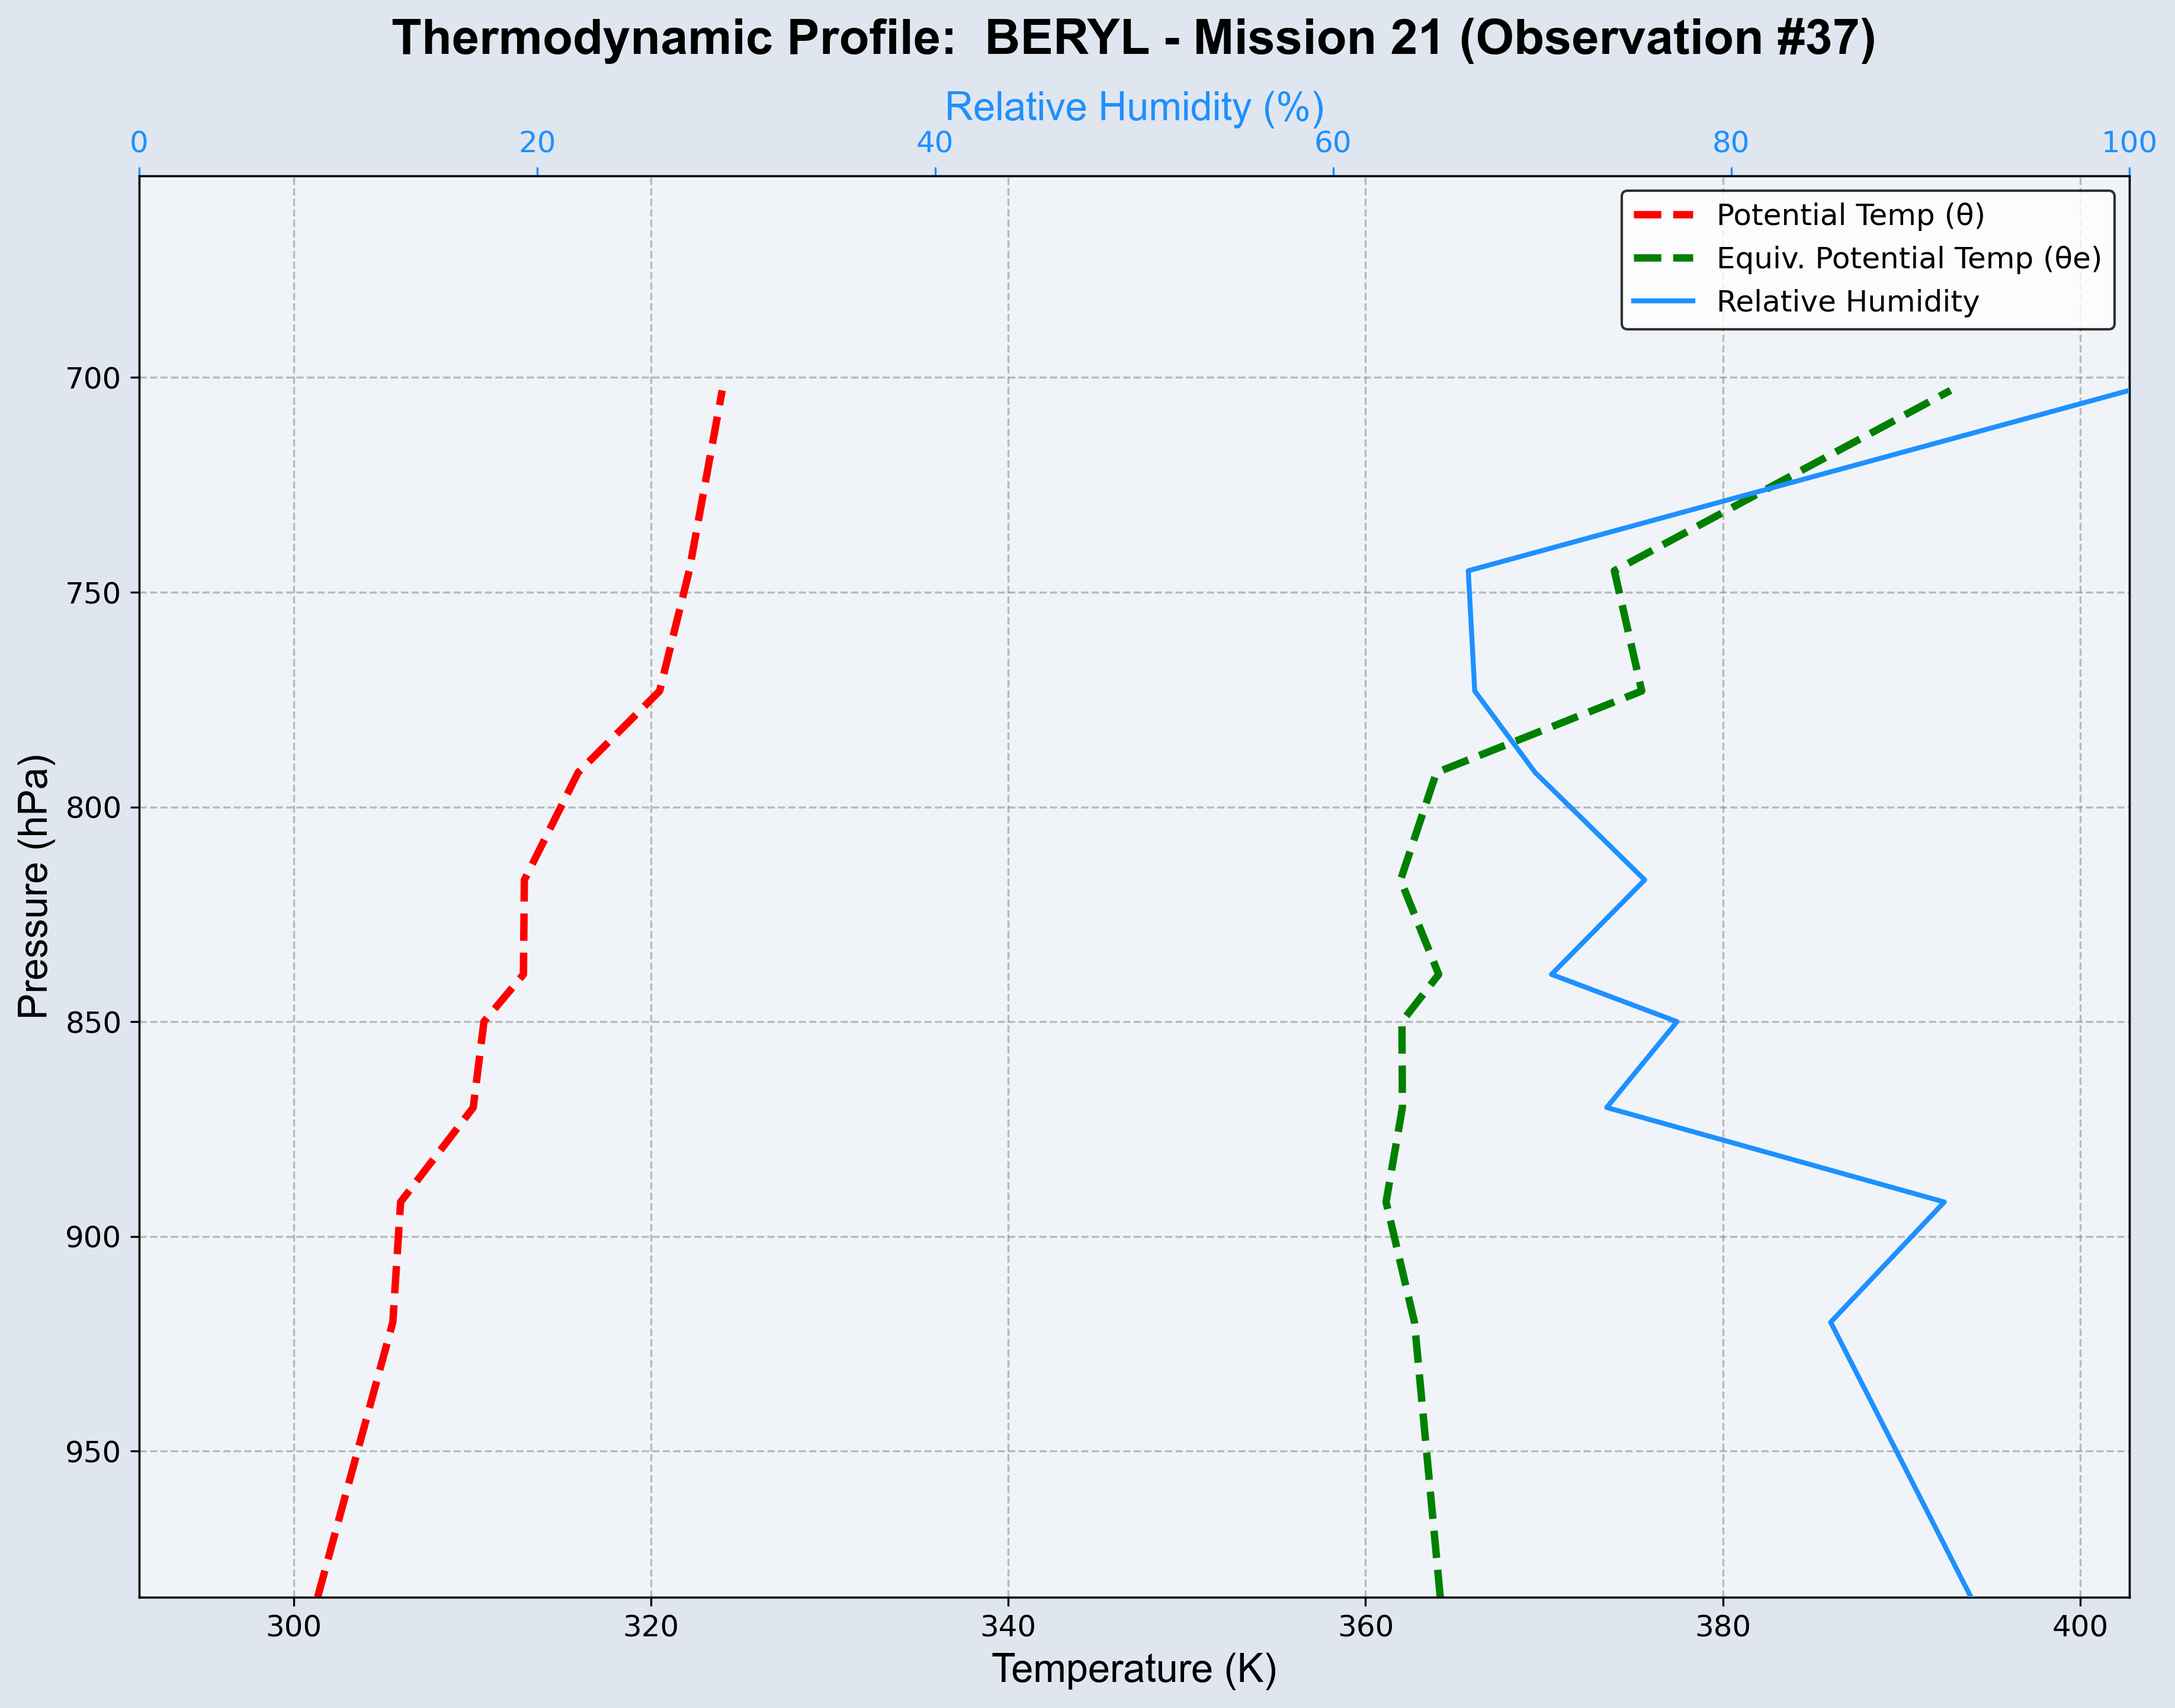 Thermodynamic Profile:  BERYL - Mission 21 (Observation #37)
Relative Humidity (%)
0 20 40 60 80 100
Potential Temp (θ)
Equiv. Potential Temp (θe)
Relative Humidity
700
750
800
850
900
950
Pressure (hPa)
300 320 340 360 380 400
Temperature (K)